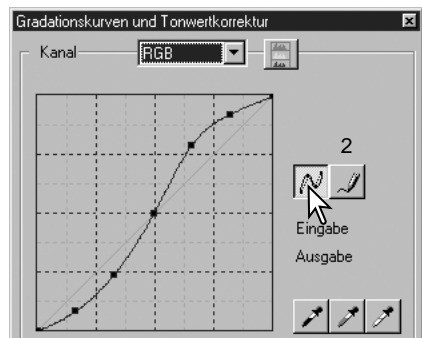 Gradationskurven und Tonwertkorrektur
Kanal RGB
2
Eingabe
Ausgabe